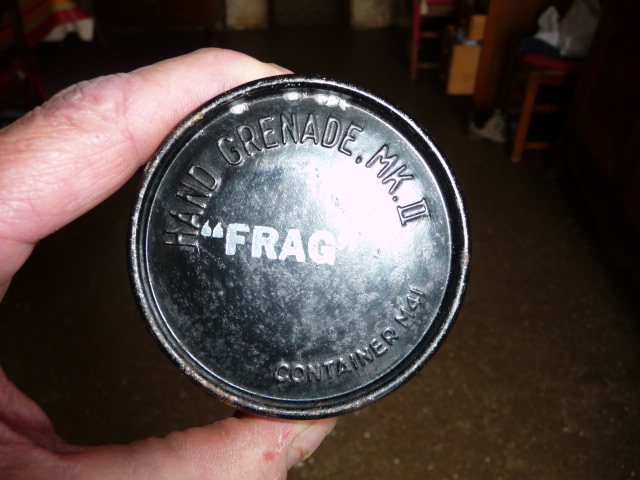 HAND GRENADE. MK. II
"FRAG"
CONTAINER M41